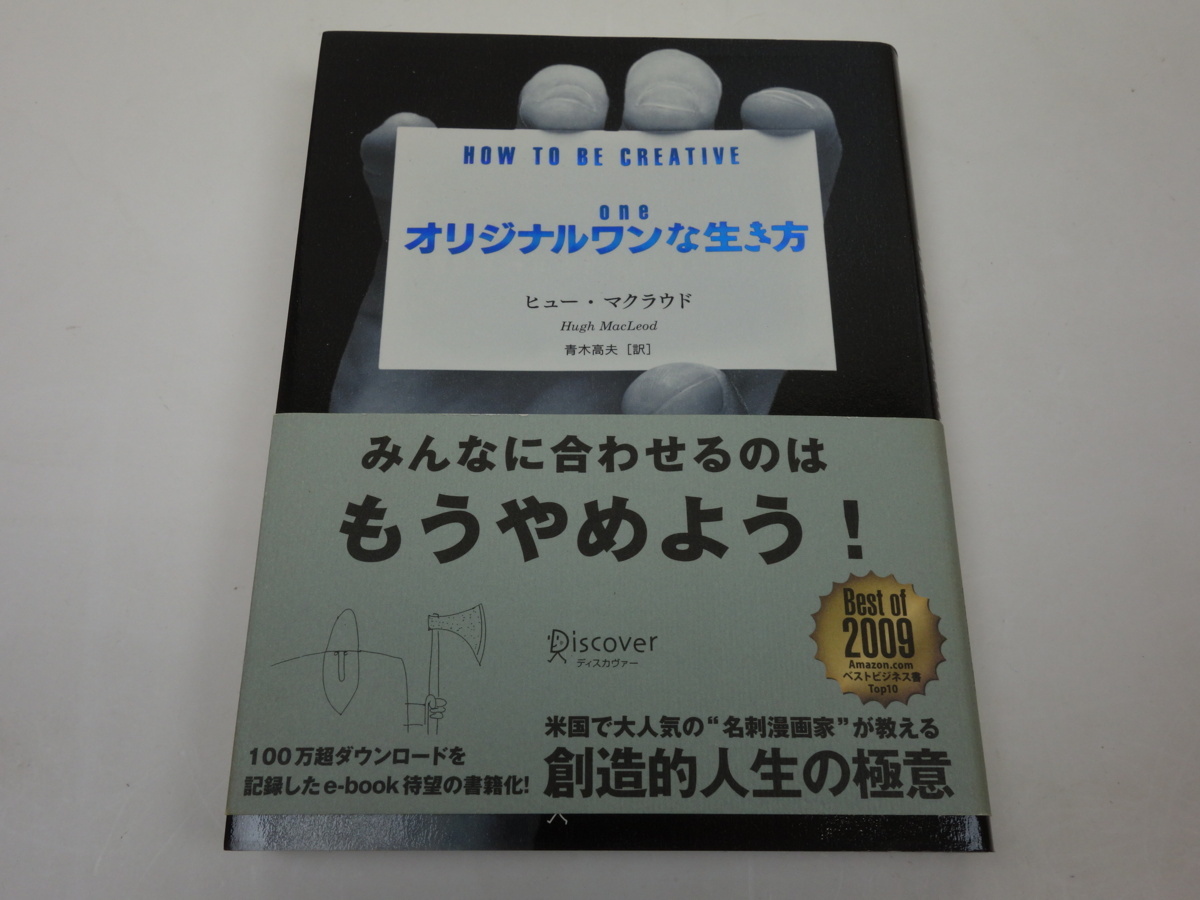 HOW TO BE CREATIVE
one
オリジナルワンな生き方
ヒュー・マクラウド
Hugh MacLeod
青木高夫 [訳]
みんなに合わせるのは
もうやめよう！
Best of
2009
Amazon.com
ベストビジネス書
Top10
Discover
ディスカヴァー
米国で大人気の“名刺漫画家”が教える
創造的人生の極意
100万超ダウンロードを
記録したe-book待望の書籍化!